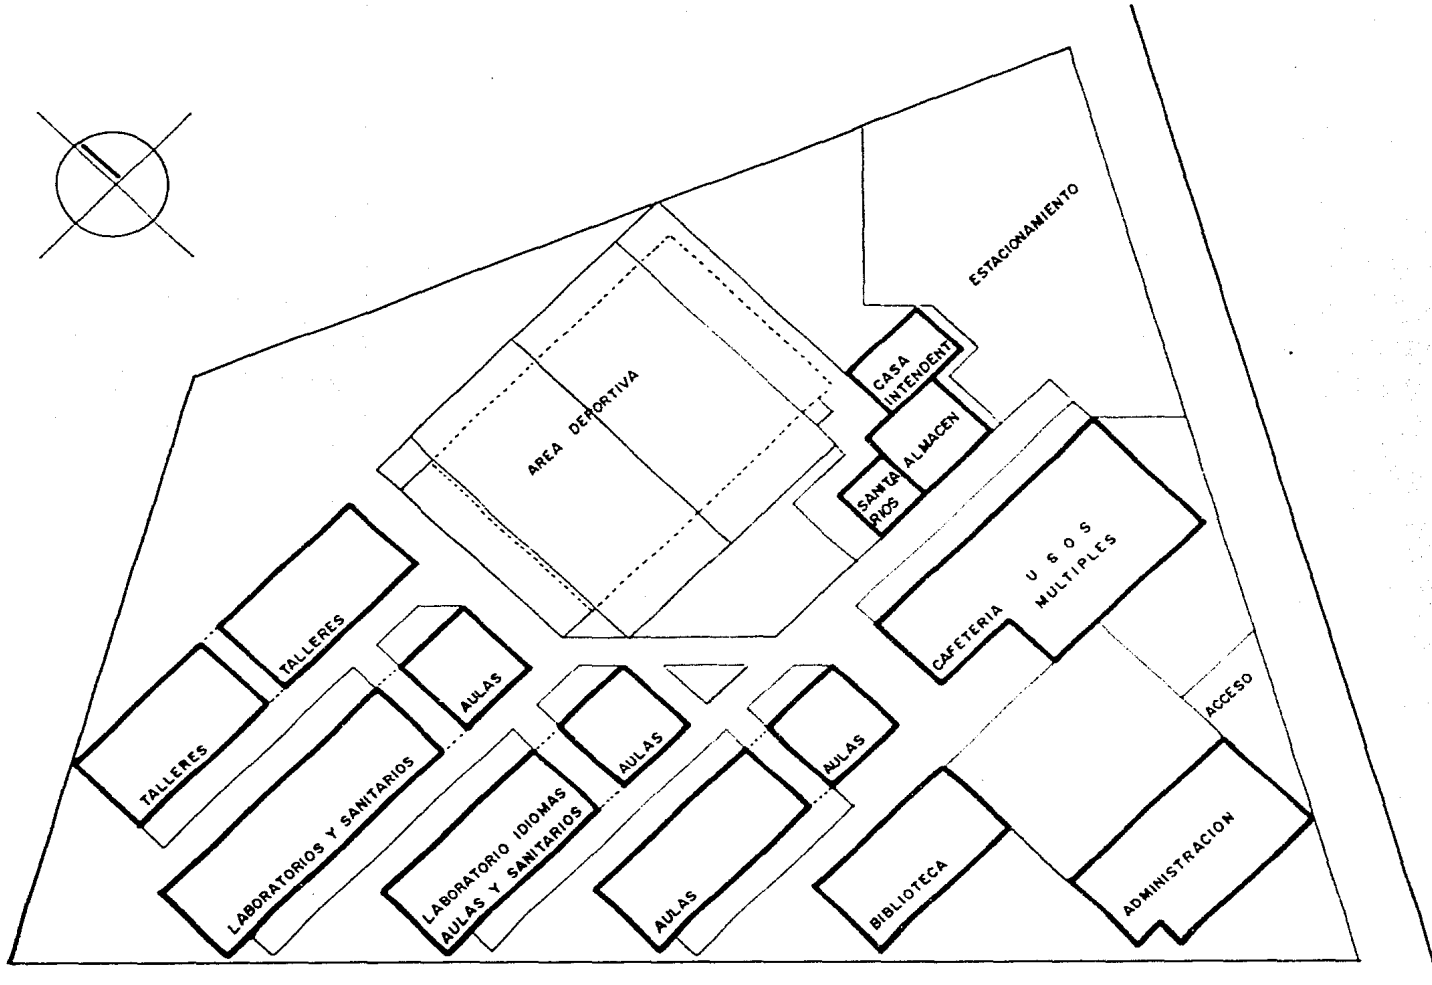 ESTACIONAMIENTO
CASA
INTENDENT
AREA DEPORTIVA
ALMACEN
SANITA
RIOS
USOS
MULTIPLES
CAFETERIA
TALLERES
AULAS
ACCESO
TALLERES
AULAS
AULAS
LABORATORIOS Y SANITARIOS
LABORATORIO IDIOMAS
AULAS Y SANITARIOS
AULAS
BIBLIOTECA
ADMINISTRACION